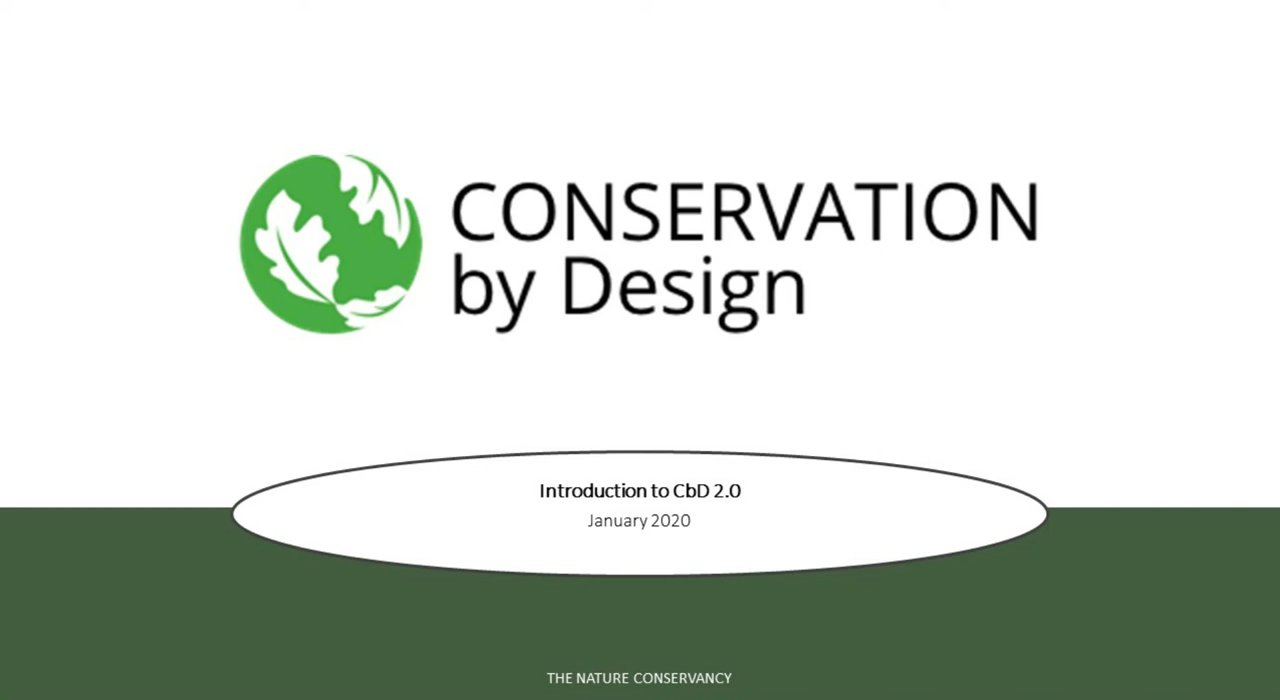 CONSERVATION
by Design
Introduction to CbD 2.0
January 2020
THE NATURE CONSERVANCY